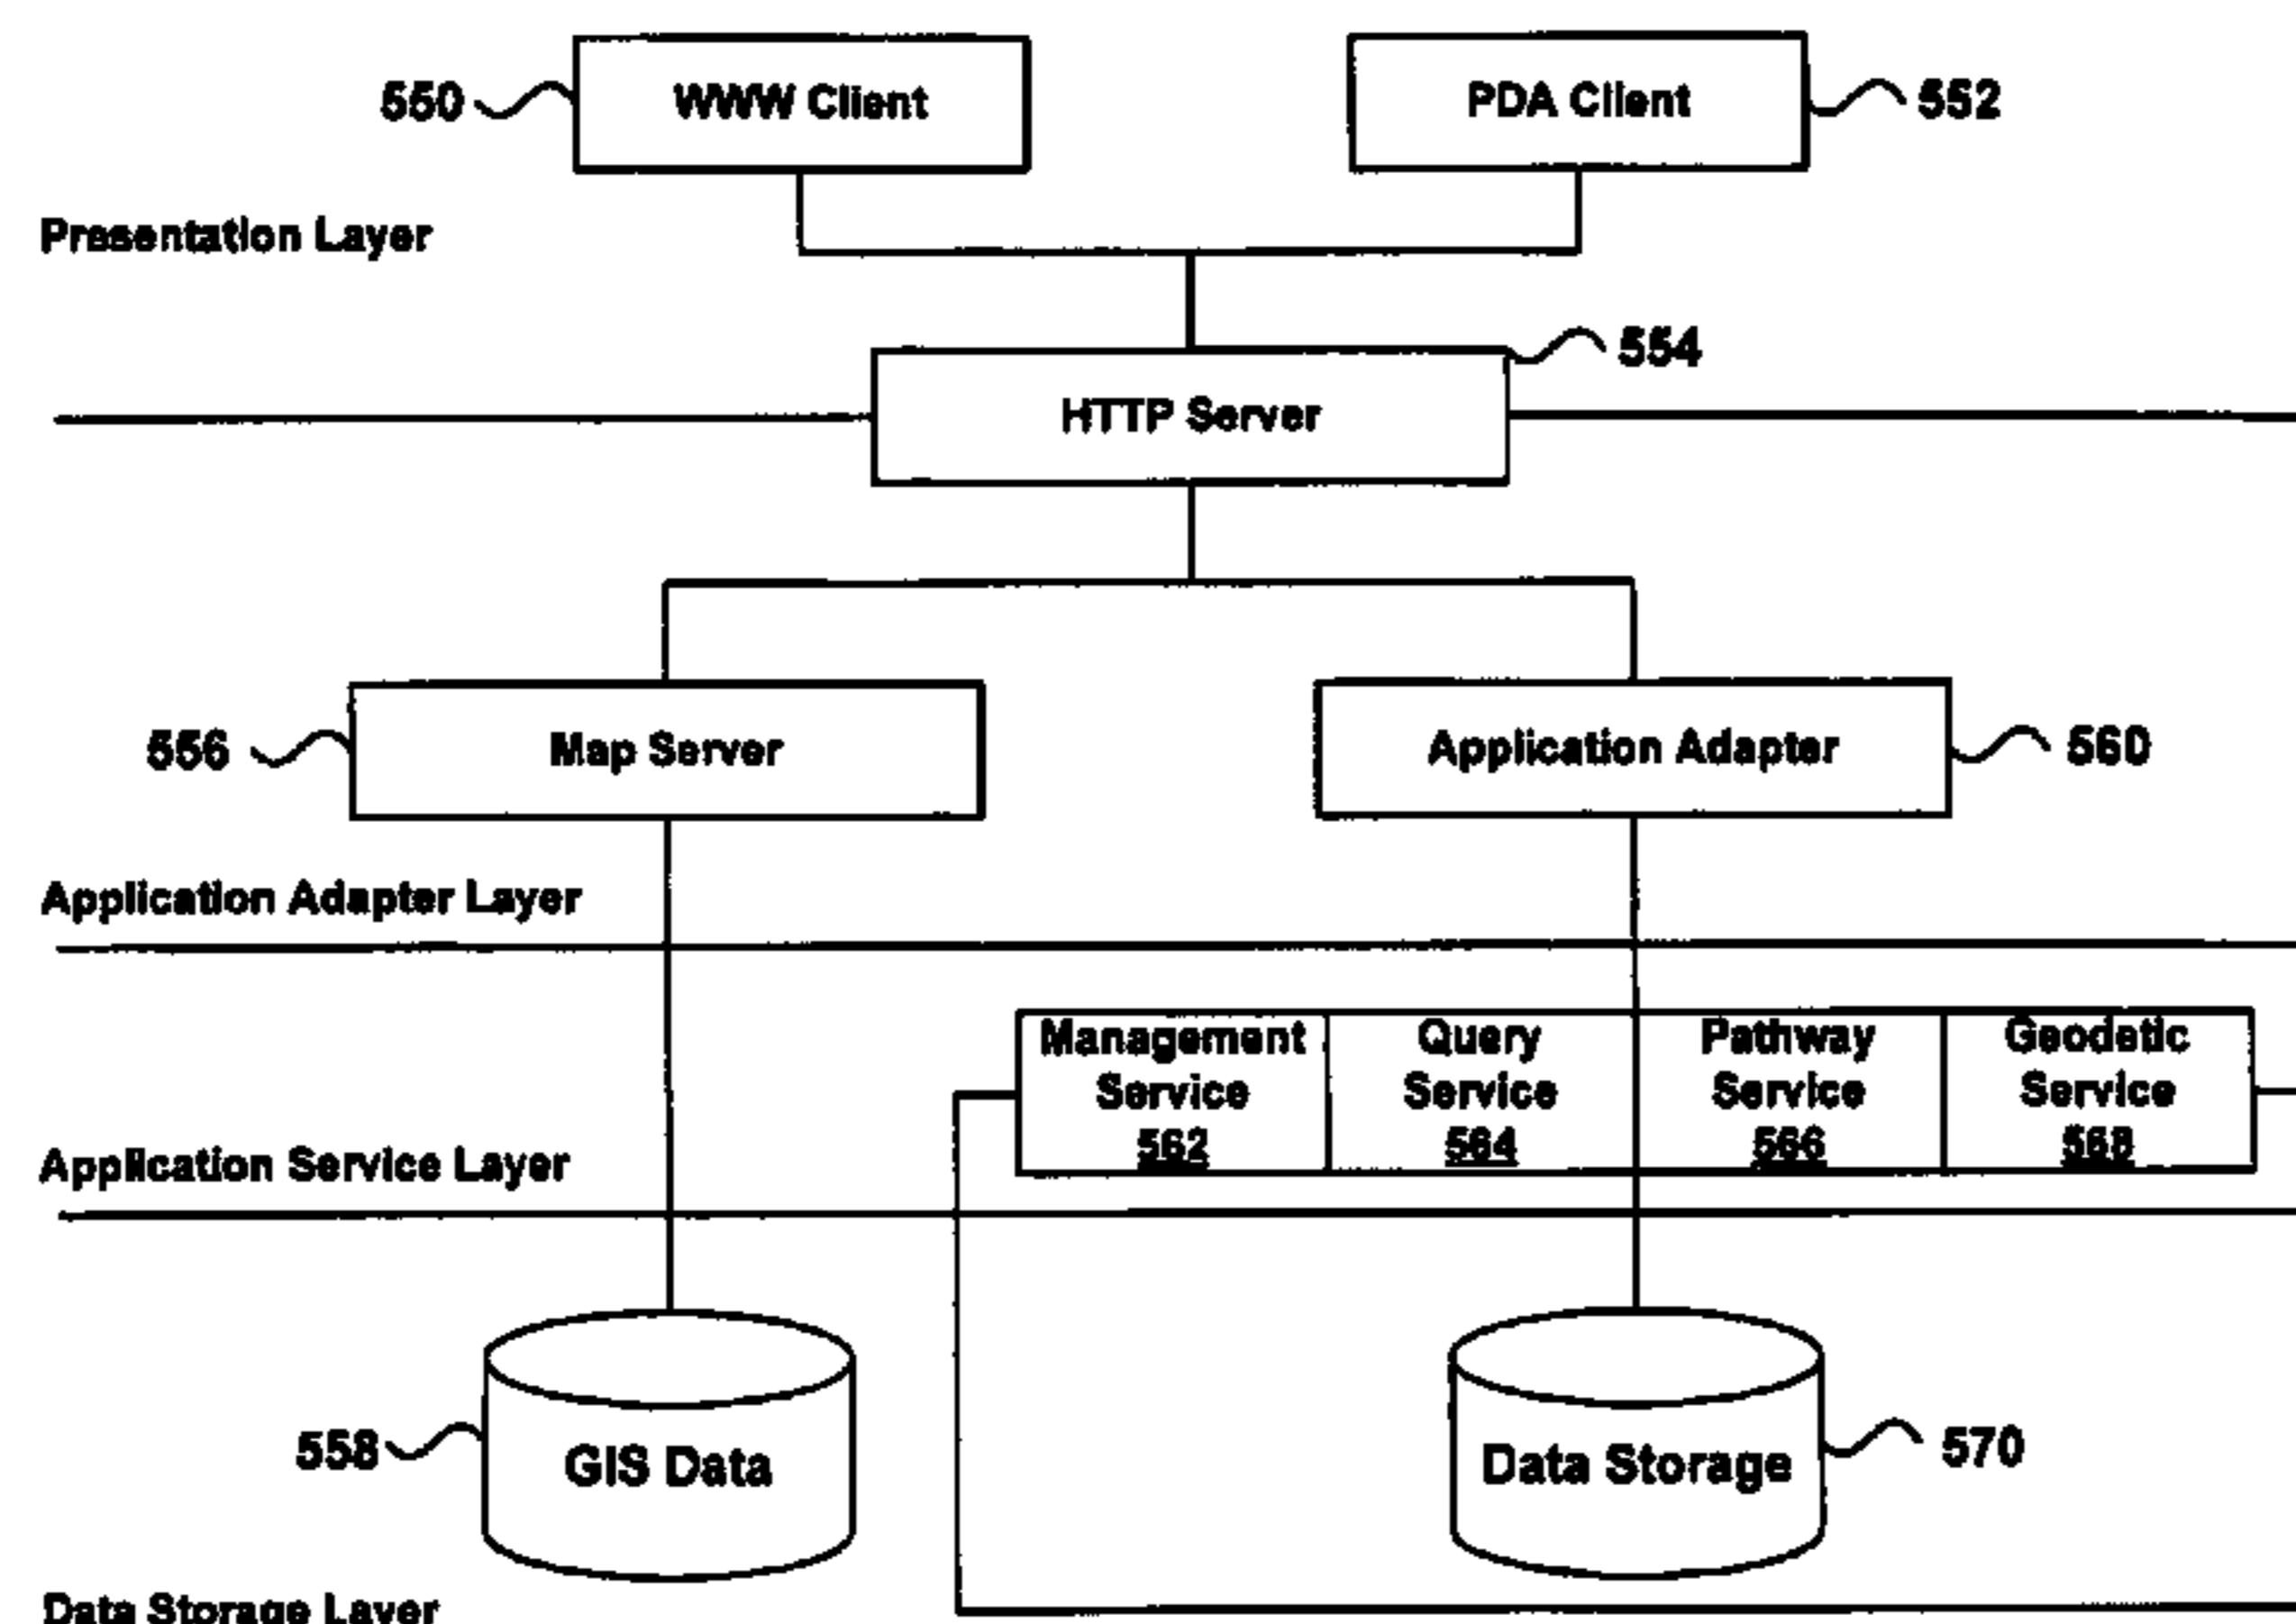 550 WWW Client PDA Client 552
Presentation Layer
554
HTTP Server
556 Map Server Application Adapter 560
Application Adapter Layer
Management Query Pathway Geodetic
Service Service Service Service
562 564 566 568
Application Service Layer
558 GIS Data Data Storage 570
Data Storage Layer